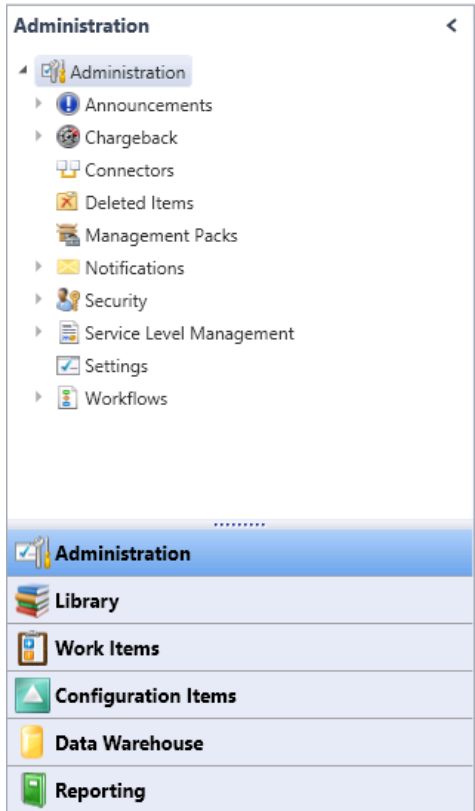 Administration
Administration
Announcements
Chargeback
Connectors
Deleted Items
Management Packs
Notifications
Security
Service Level Management
Settings
Workflows
Administration
Library
Work Items
Configuration Items
Data Warehouse
Reporting